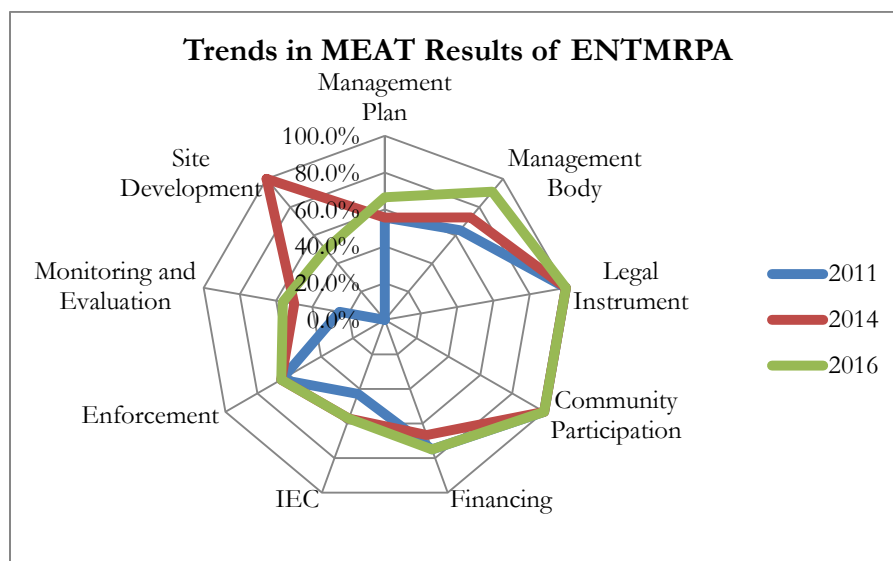 Trends in MEAT Results of ENTMRPA
Management
Plan
100.0%
80.0%
60.0%
40.0%
20.0%
0.0%
Management
Body
Legal
Instrument
Community
Participation
Financing
IEC
Enforcement
Monitoring and
Evaluation
Site
Development
2011
2014
2016